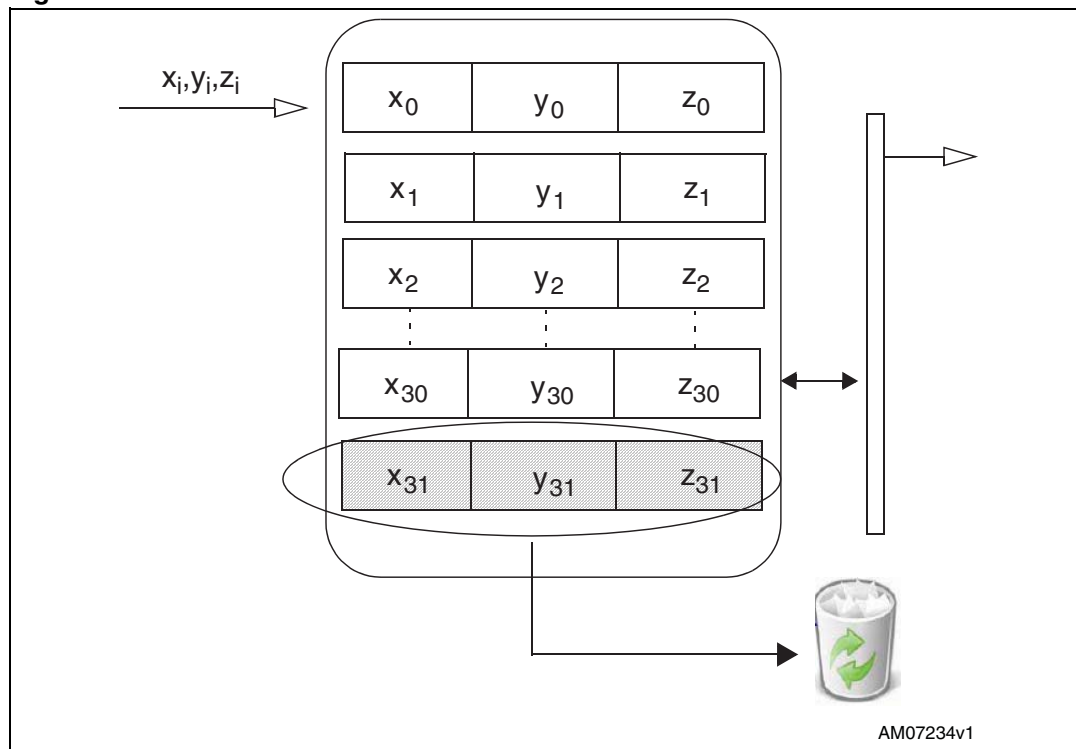 xᵢ,yᵢ,zᵢ
x₀ y₀ z₀
x₁ y₁ z₁
x₂ y₂ z₂
x₃₀ y₃₀ z₃₀
x₃₁ y₃₁ z₃₁
AM07234v1